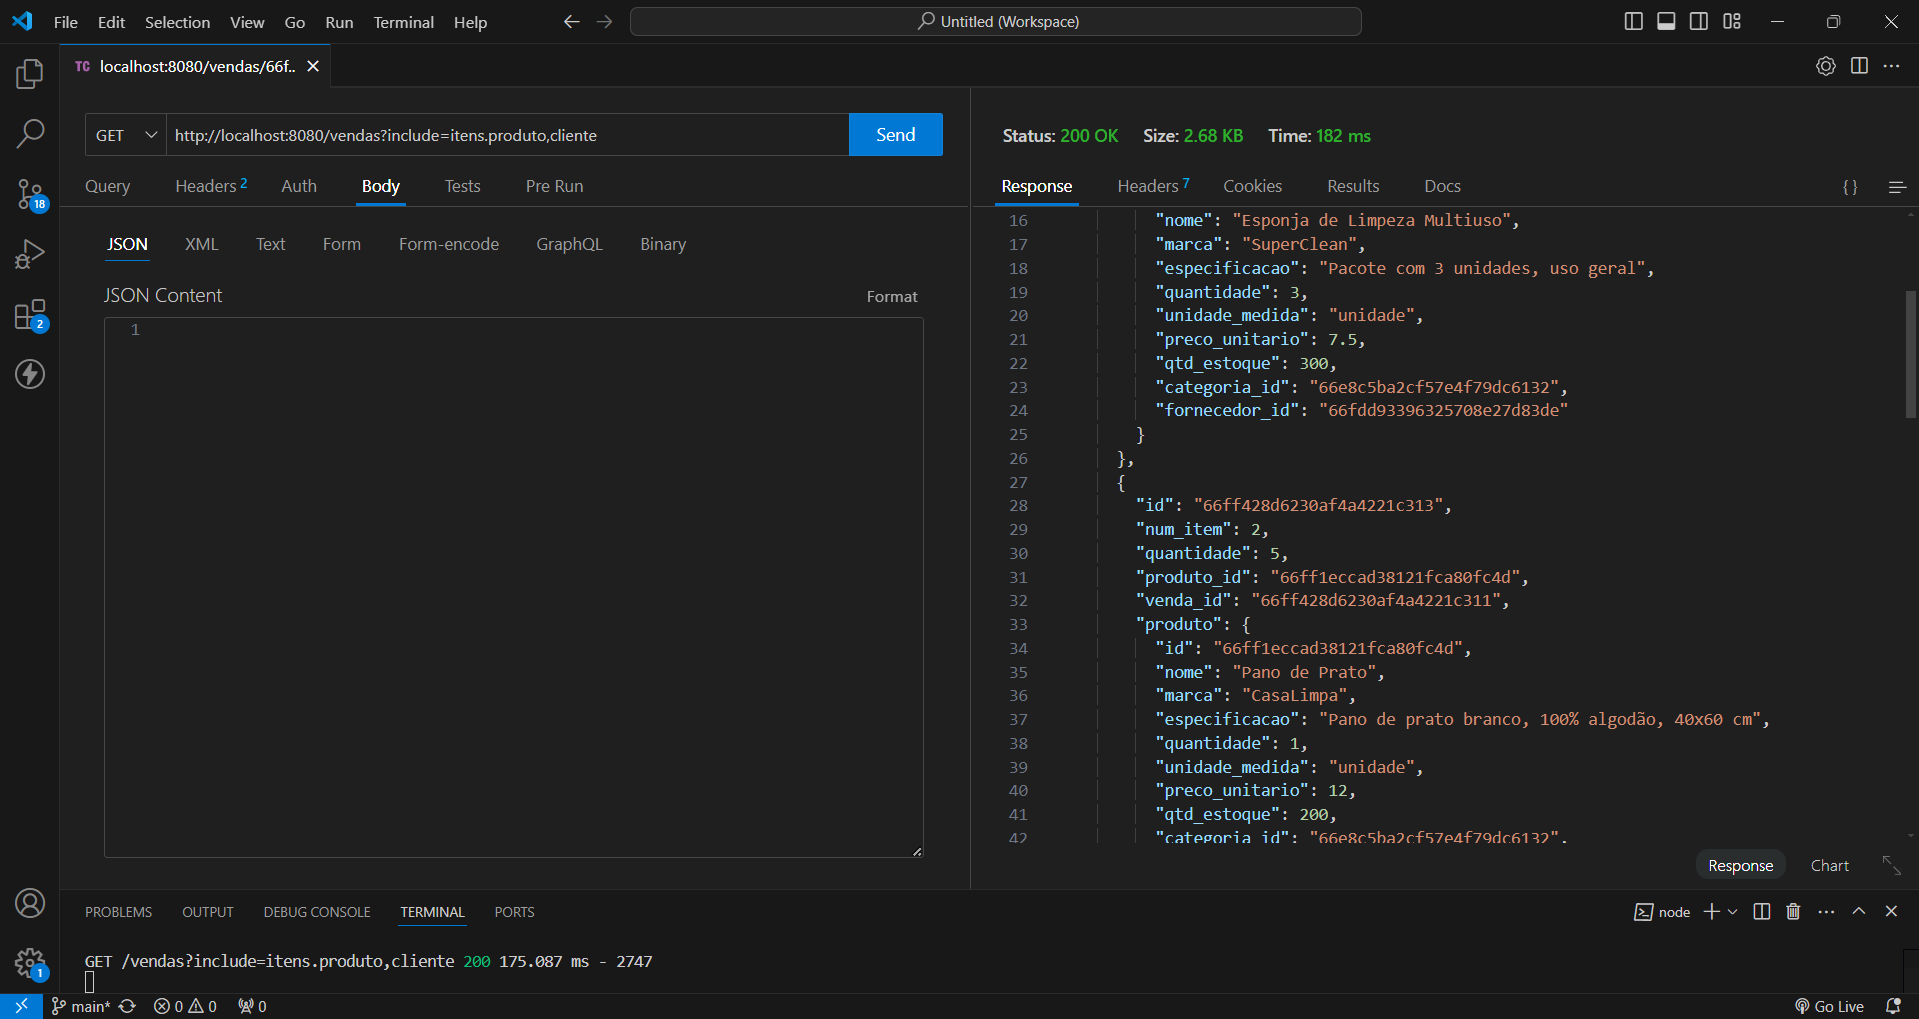 File Edit Selection View Go Run Terminal Help
Untitled (Workspace)
TC localhost:8080/vendas/66f..
GET http://localhost:8080/vendas?include=itens.produto,cliente Send
Query Headers 2 Auth Body Tests Pre Run
JSON XML Text Form Form-encode GraphQL Binary
JSON Content Format
1
Status: 200 OK Size: 2.68 KB Time: 182 ms
Response Headers 7 Cookies Results Docs {}
16 "nome": "Esponja de Limpeza Multiuso",
17 "marca": "SuperClean",
18 "especificacao": "Pacote com 3 unidades, uso geral",
19 "quantidade": 3,
20 "unidade_medida": "unidade",
21 "preco_unitario": 7.5,
22 "qtd_estoque": 300,
23 "categoria_id": "66e8c5ba2cf57e4f79dc6132",
24 "fornecedor_id": "66fdd93396325708e27d83de"
25 }
26 },
27 {
28 "id": "66ff428d6230af4a4221c313",
29 "num_item": 2,
30 "quantidade": 5,
31 "produto_id": "66ff1eccad38121fca80fc4d",
32 "venda_id": "66ff428d6230af4a4221c311",
33 "produto": {
34 "id": "66ff1eccad38121fca80fc4d",
35 "nome": "Pano de Prato",
36 "marca": "CasaLimpa",
37 "especificacao": "Pano de prato branco, 100% algodão, 40x60 cm",
38 "quantidade": 1,
39 "unidade_medida": "unidade",
40 "preco_unitario": 12,
41 "qtd_estoque": 200,
42 "categoria_id": "66e8c5ba2cf57e4f79dc6132",
Response Chart
18
2
1
PROBLEMS OUTPUT DEBUG CONSOLE TERMINAL PORTS
node
GET /vendas?include=itens.produto,cliente 200 175.087 ms - 2747
main* 0 0 0
Go Live